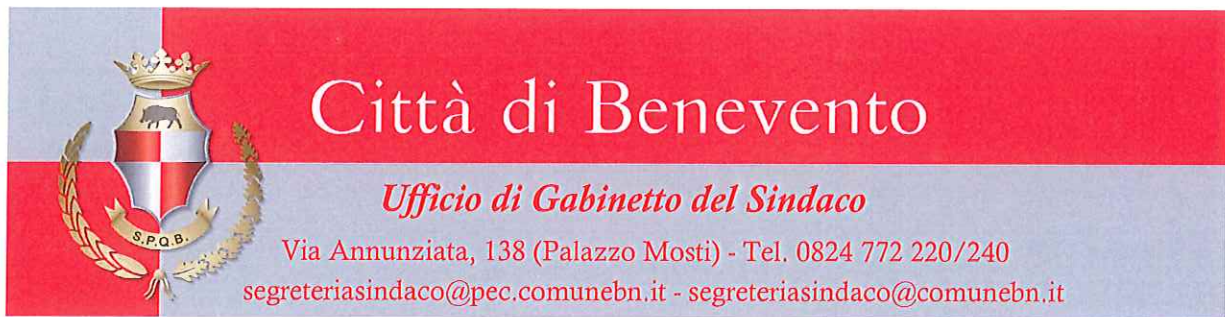 Città di Benevento
Ufficio di Gabinetto del Sindaco
S.P.Q.B.
Via Annunziata, 138 (Palazzo Mosti) - Tel. 0824 772 220/240
segreteriasindaco@pec.comunebn.it - segreteriasindaco@comunebn.it